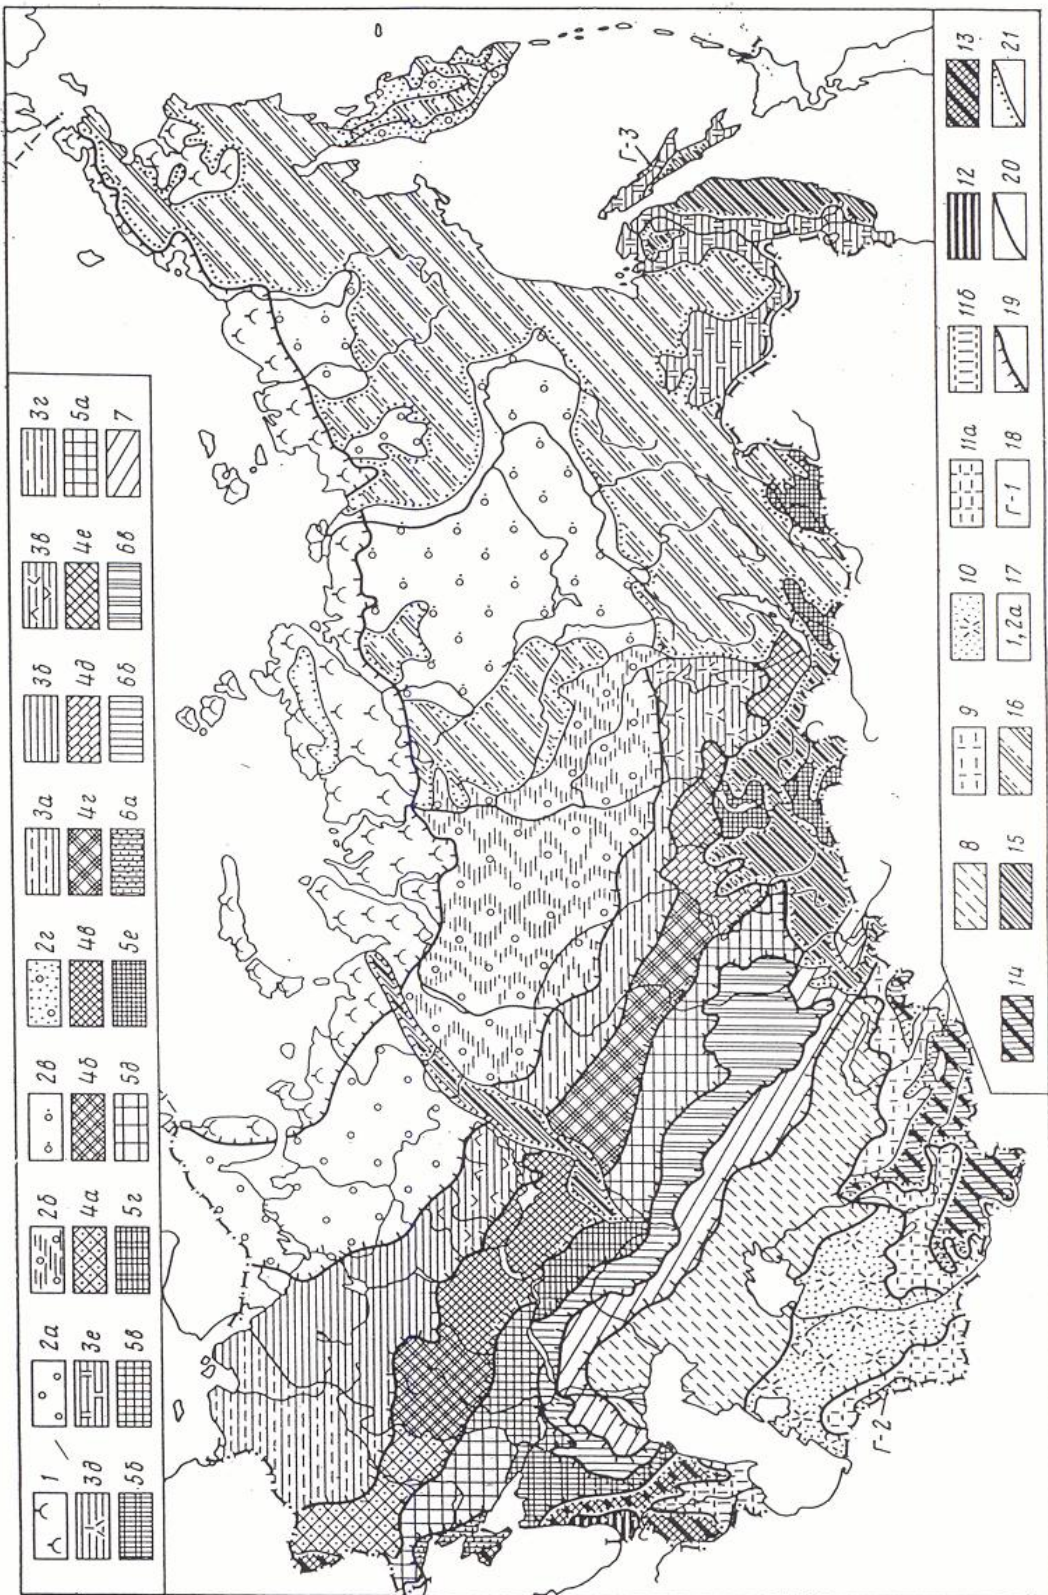 1 2а 2б 2в 2г 3а 3б 3в 3г
3д 3е 4а 4б 4в 4г 4д 4е 5а
5б 5в 5г 5д 5е 6а 6б 6в 7
Г-3
Г-2
8 9 10 11а 11б 12 13
14 15 16 1,2а 17 Г-1 18 19 20 21